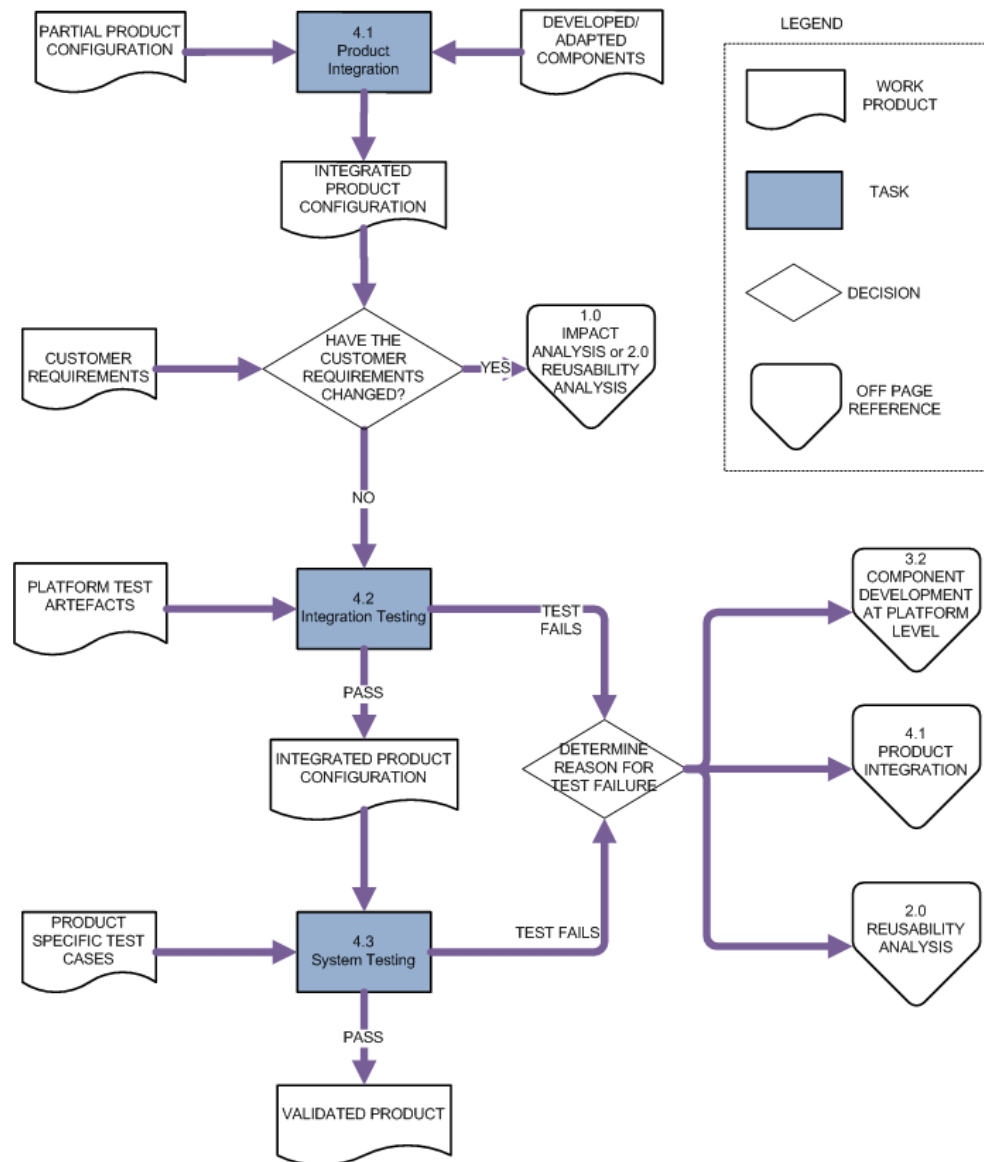 PARTIAL PRODUCT
CONFIGURATION
4.1
Product
Integration
DEVELOPED/
ADAPTED
COMPONENTS
LEGEND
WORK
PRODUCT
INTEGRATED
PRODUCT
CONFIGURATION
TASK
DECISION
CUSTOMER
REQUIREMENTS
HAVE THE
CUSTOMER
REQUIREMENTS
CHANGED?
YES
1.0
IMPACT
ANALYSIS or 2.0
REUSABILITY
ANALYSIS
OFF PAGE
REFERENCE
NO
PLATFORM TEST
ARTEFACTS
4.2
Integration Testing
TEST
FAILS
3.2
COMPONENT
DEVELOPMENT
AT PLATFORM
LEVEL
PASS
INTEGRATED PRODUCT
CONFIGURATION
DETERMINE
REASON FOR
TEST FAILURE
4.1
PRODUCT
INTEGRATION
PRODUCT
SPECIFIC TEST
CASES
4.3
System Testing
TEST FAILS
2.0
REUSABILITY
ANALYSIS
PASS
VALIDATED PRODUCT